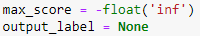 max_score = -float('inf')
output_label = None